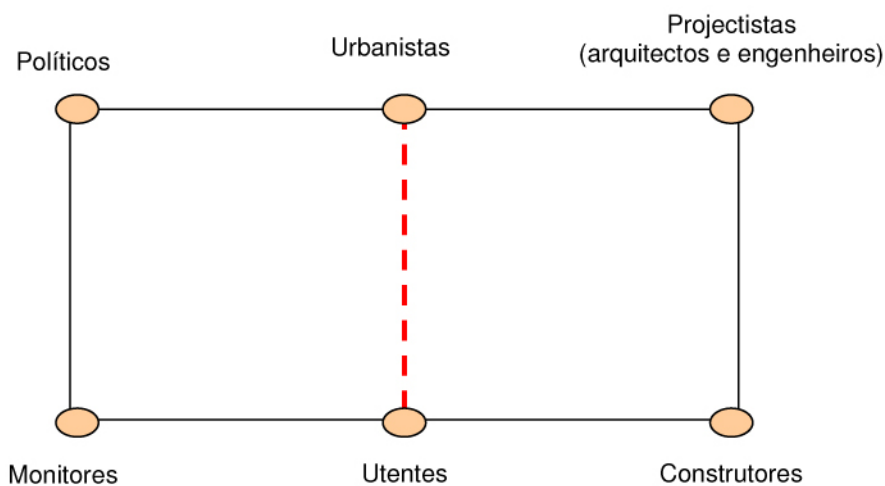 Políticos
Urbanistas
Projectistas
(arquitectos e engenheiros)
Monitores
Utentes
Construtores